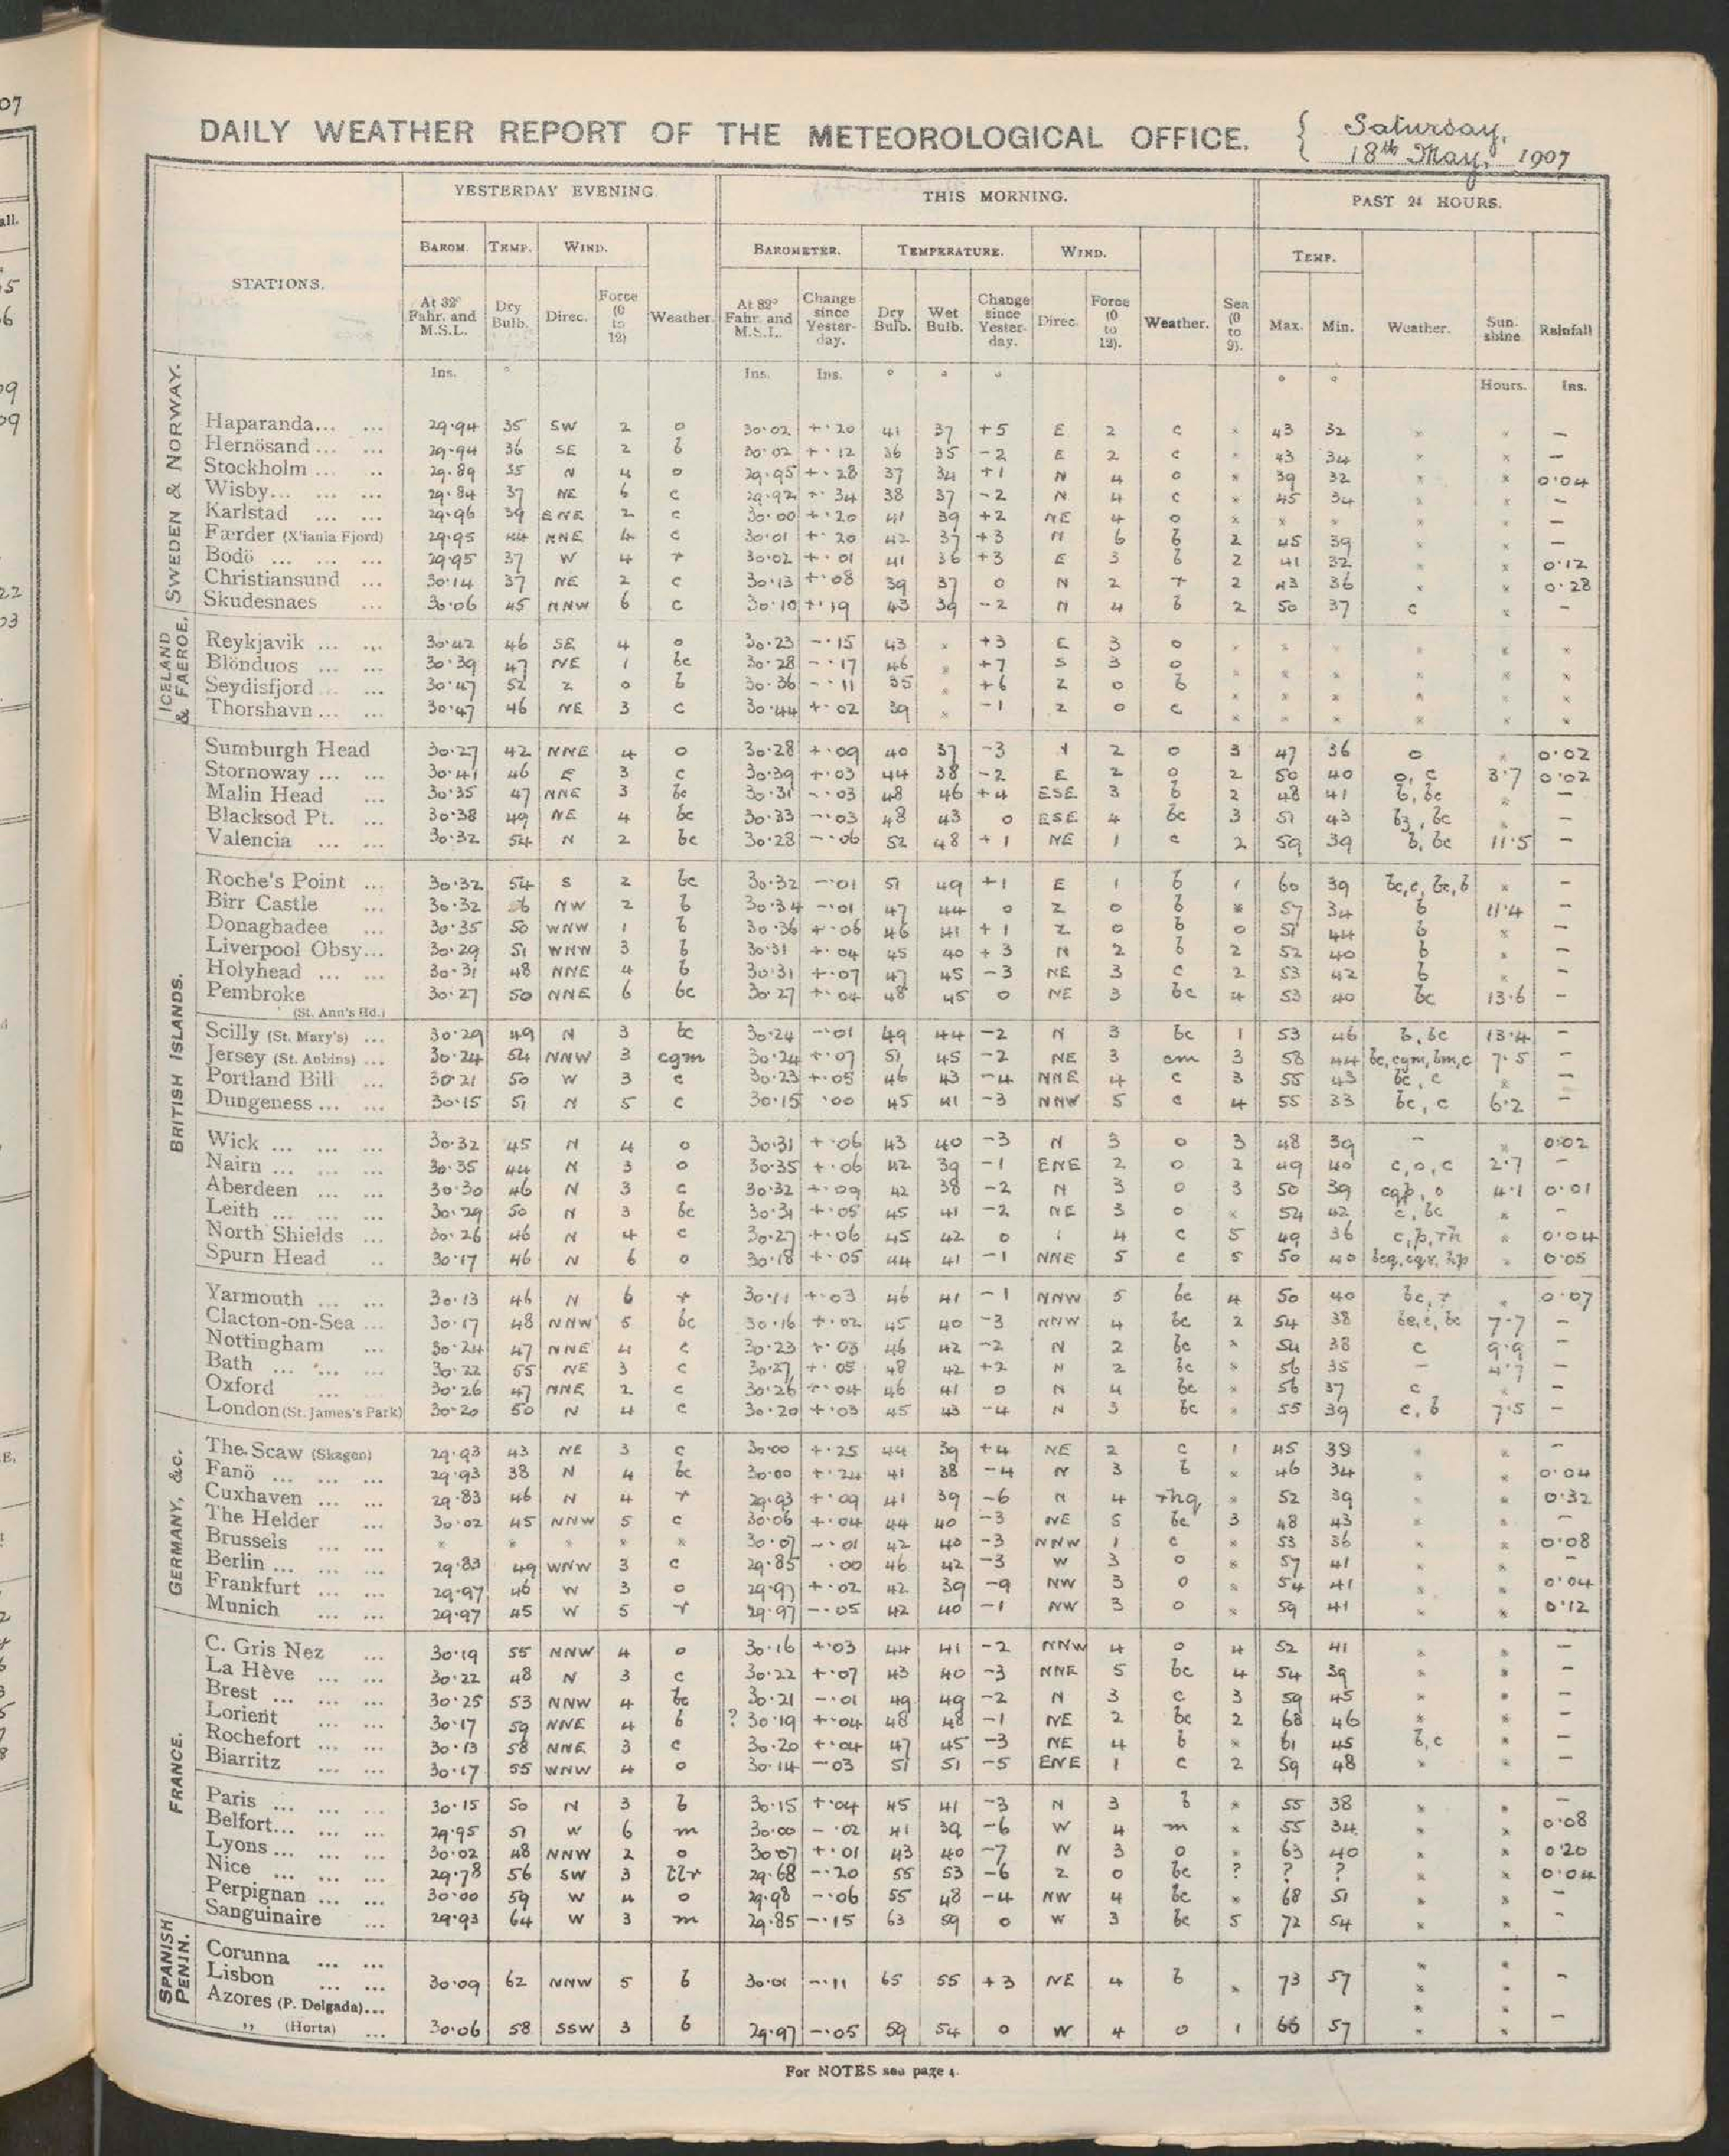 DAILY WEATHER REPORT OF THE METEOROLOGICAL OFFICE. { Saturday,
18th May, 1907
YESTERDAY EVENING THIS MORNING. PAST 24 HOURS.
STATIONS. BAROM. TEMP. WIND. Weather. BAROMETER. TEMPERATURE. WIND. Weather. Sea (0 to 9). TEMP. Weather. Sunshine Rainfall
At 32° Fahr. and M.S.L. Dry Bulb. Direc. Force (0 to 12) At 32° Fahr. and M.S.L. Change since Yesterday. Dry Bulb. Wet Bulb. Change since Yesterday. Direc. Force (0 to 12). Max. Min.
Ins. ° Ins. Ins. ° ° ° ° ° Hours. Ins.
SWEDEN & NORWAY.
Haparanda... ... 29·94 35 SW 2 o 30·02 +·20 41 37 +5 E 2 c × 43 32 × × —
Hernösand ... ... 29·94 36 SE 2 b 30·02 +·12 36 35 -2 E 2 c × 43 34 × × —
Stockholm ... .. 29·89 35 N 4 o 29·95 +·28 37 34 +1 N 4 o × 39 32 × × 0·04
Wisby... ... ... 29·84 37 NE 6 c 29·92 +·34 38 37 -2 N 4 c × 45 34 × × —
Karlstad ... ... 29·96 39 ENE 2 c 30·00 +·20 41 39 +2 NE 4 o × × × × × —
Færder (X'iania Fjord) 29·95 44 NNE 4 c 30·01 +·20 42 37 +3 N 6 b 2 45 39 × × —
Bodö ... ... ... 29·95 37 W 4 r 30·02 +·01 41 36 +3 E 3 b 2 41 32 × × 0·12
Christiansund ... 30·14 37 NE 2 c 30·13 +·08 39 37 0 N 2 r 2 43 36 × × 0·28
Skudesnaes ... 30·06 45 NNW 6 c 30·10 +·19 43 39 -2 N 4 b 2 50 37 c × —
ICELAND & FAEROE.
Reykjavik ... ... 30·42 46 SE 4 o 30·23 -·15 43 × +3 E 3 o × × × × × ×
Blönduos ... ... 30·39 47 NE 1 bc 30·28 -·17 46 × +7 S 3 o × × × × × ×
Seydisfjord ... ... 30·47 52 Z 0 b 30·36 -·11 35 × +6 Z 0 b × × × × × ×
Thorshavn ... ... 30·47 46 NE 3 c 30·44 +·02 39 × -1 Z 0 c × × × × × ×
BRITISH ISLANDS.
Sumburgh Head 30·27 42 NNE 4 o 30·28 +·09 40 37 -3 2 o 3 47 36 o × 0·02
Stornoway ... ... 30·41 46 E 3 c 30·39 +·03 44 38 -2 E 2 o 2 50 40 o, c 3·7 0·02
Malin Head ... 30·35 47 NNE 3 bc 30·31 -·03 48 46 +4 ESE 3 b 2 48 41 b, bc × —
Blacksod Pt. ... 30·38 49 NE 4 bc 30·33 -·03 48 43 0 ESE 4 bc 3 51 43 bz, bc × —
Valencia ... ... 30·32 54 N 2 bc 30·28 -·06 52 48 +1 NE 1 c 2 59 39 b, bc 11·5 —
Roche's Point ... 30·32 54 S 2 bc 30·32 -·01 51 49 +1 E 1 b 1 60 39 bc,c, bc,b × —
Birr Castle ... 30·32 56 NW 2 b 30·34 -·01 47 44 0 Z 0 b × 57 34 b 11·4 —
Donaghadee ... 30·35 50 WNW 1 b 30·36 +·06 46 41 +1 Z 0 b 0 51 44 b × —
Liverpool Obsy... 30·29 51 WNW 3 b 30·31 +·04 45 40 +3 N 2 b 2 52 40 b × —
Holyhead ... ... 30·31 48 NNE 4 b 30·31 +·07 47 45 -3 NE 3 c 2 53 42 b × —
Pembroke (St. Ann's Hd.) 30·27 50 NNE 6 bc 30·27 +·04 48 45 0 NE 3 bc 4 53 40 bc 13·6 —
Scilly (St. Mary's) ... 30·29 49 N 3 bc 30·24 -·01 49 44 -2 N 3 bc 1 53 46 b, bc 13·4 —
Jersey (St. Aubins) ... 30·24 54 NNW 3 cgm 30·24 +·07 51 45 -2 NE 3 cm 3 58 44 bc,cgm,bm,c 7·5 —
Portland Bill ... 30·21 50 W 3 c 30·23 +·05 46 43 -4 NNE 4 c 3 55 43 bc, c × —
Dungeness ... ... 30·15 51 N 5 c 30·15 ·00 45 41 -3 NNW 5 c 4 55 33 bc, c 6·2 —
Wick ... ... ... 30·32 45 N 4 o 30·31 +·06 43 40 -3 N 3 o 3 48 39 — × 0·02
Nairn ... ... ... 30·35 44 N 3 o 30·35 +·06 42 39 -1 ENE 2 o 2 49 40 c,o,c 2·7 —
Aberdeen ... ... 30·30 46 N 3 c 30·32 +·09 42 38 -2 N 3 o 3 50 39 cqp, o 4·1 0·01
Leith ... ... ... 30·29 50 N 3 bc 30·31 +·05 45 41 -2 NE 3 o × 54 42 c, bc × —
North Shields ... 30·26 46 N 4 c 30·27 +·06 45 42 0 4 c 5 49 36 c,p,rh × 0·04
Spurn Head .. 30·17 46 N 6 o 30·18 +·05 44 41 -1 NNE 5 c 5 50 40 × 0·05
Yarmouth ... ... 30·13 46 N 6 r 30·11 +·03 46 41 -1 NNW 5 bc 4 50 40 bc, r × 0·07
Clacton-on-Sea ... 30·17 48 NNW 5 bc 30·16 +·02 45 40 -3 NNW 4 bc 2 54 38 bc,c, bc 7·7 —
Nottingham ... 30·24 47 NNE 4 c 30·23 +·03 46 42 -2 N 2 bc × 54 38 c 9·9 —
Bath ... ... ... 30·22 55 NE 3 c 30·27 +·05 48 42 +2 N 2 bc × 56 35 — 4·7 —
Oxford ... 30·26 47 NNE 2 c 30·26 +·04 46 41 0 N 4 bc × 56 37 c × —
London (St. James's Park) 30·20 50 N 4 c 30·20 +·03 45 43 -4 N 3 bc × 55 39 c, b 7·5 —
GERMANY, &c.
The Scaw (Skagen) 29·93 43 NE 3 c 30·00 +·25 44 39 +4 NE 2 c 1 45 39 × × —
Fanö ... ... ... 29·93 38 N 4 bc 30·00 +·24 41 38 -4 N 3 b × 46 34 × × 0·04
Cuxhaven ... ... 29·83 46 N 4 r 29·93 +·09 41 39 -6 N 4 rhq × 52 39 × × 0·32
The Helder ... 30·02 45 NNW 5 c 30·06 +·04 44 40 -3 NE 5 bc 3 48 43 × × —
Brussels ... ... × × × × × 30·07 -·01 42 40 -3 NNW 1 c × 53 36 × × 0·08
Berlin ... ... ... 29·83 49 WNW 3 c 29·85 ·00 46 42 -3 W 3 o × 57 41 × × —
Frankfurt ... ... 29·97 46 W 3 o 29·97 +·02 42 39 -9 NW 3 o × 54 41 × × 0·04
Munich ... ... 29·97 45 W 5 r 29·97 -·05 42 40 -1 NW 3 o × 59 41 × × 0·12
FRANCE.
C. Gris Nez ... 30·19 55 NNW 4 o 30·16 +·03 44 41 -2 NNW 4 o 4 52 41 × × —
La Hève ... ... 30·22 48 N 3 c 30·22 +·07 43 40 -3 NNE 5 bc 4 54 39 × × —
Brest ... ... ... 30·25 53 NNW 4 bc 30·21 -·01 49 49 -2 N 3 c 3 59 45 × × —
Lorient ... ... 30·17 59 NNE 4 b ? 30·19 +·04 48 48 -1 NE 2 bc 2 68 46 × × —
Rochefort ... ... 30·13 58 NNE 3 c 30·20 +·04 47 45 -3 NE 4 b × 61 45 b, c × —
Biarritz ... ... 30·17 55 WNW 4 o 30·14 -·03 51 51 -5 ENE 1 c 2 59 48 × × —
Paris ... ... ... 30·15 50 N 3 b 30·15 +·04 45 41 -3 N 3 b × 55 38 × × —
Belfort... ... ... 29·95 51 W 6 m 30·00 -·02 41 39 -6 W 4 m × 55 34 × × 0·08
Lyons ... ... ... 30·02 48 NNW 2 o 30·07 +·01 43 40 -7 N 3 o × 63 40 × × 0·20
Nice ... ... ... 29·78 56 SW 3 tlr 29·68 -·20 55 53 -6 Z 0 bc ? ? ? × × 0·04
Perpignan ... ... 30·00 59 W 4 o 29·98 -·06 55 48 -4 NW 4 bc × 68 51 × × —
Sanguinaire ... 29·93 64 W 3 m 29·85 -·15 63 59 0 W 3 bc 5 72 54 × × —
SPANISH PENIN.
Corunna ... ... × ×
Lisbon ... ... 30·09 62 NNW 5 b 30·01 -·11 65 55 +3 NE 4 b × 73 57 × × —
Azores (P. Delgada)... × ×
,, (Horta) ... 30·06 58 SSW 3 b 29·97 -·05 59 54 0 W 4 o 1 66 57 × × —
For NOTES see page 4.